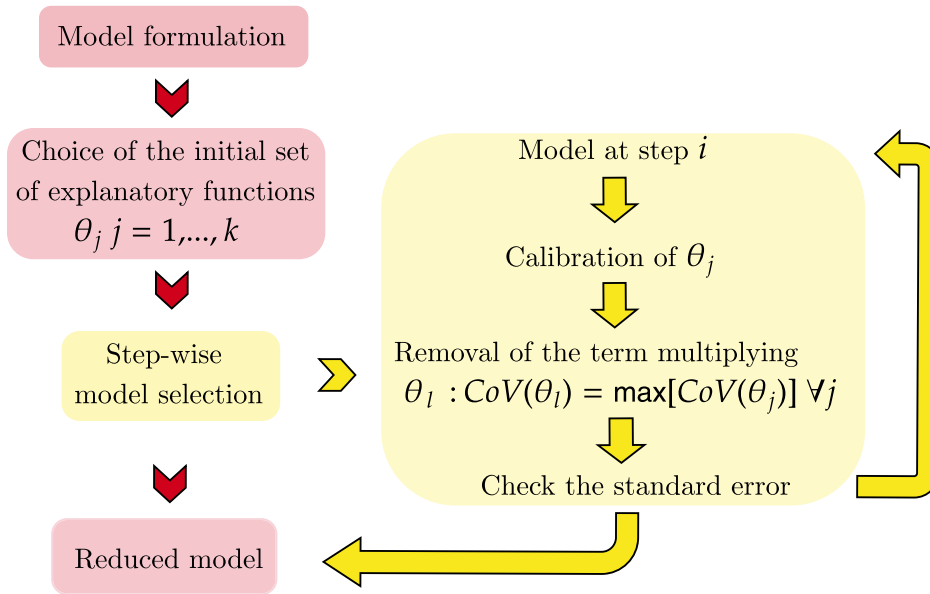 Model formulation
Choice of the initial set
of explanatory functions
θ_j j = 1,..., k
Step-wise
model selection
Reduced model
Model at step i
Calibration of θ_j
Removal of the term multiplying
θ_l : CoV(θ_l) = max[CoV(θ_j)] ∀j
Check the standard error